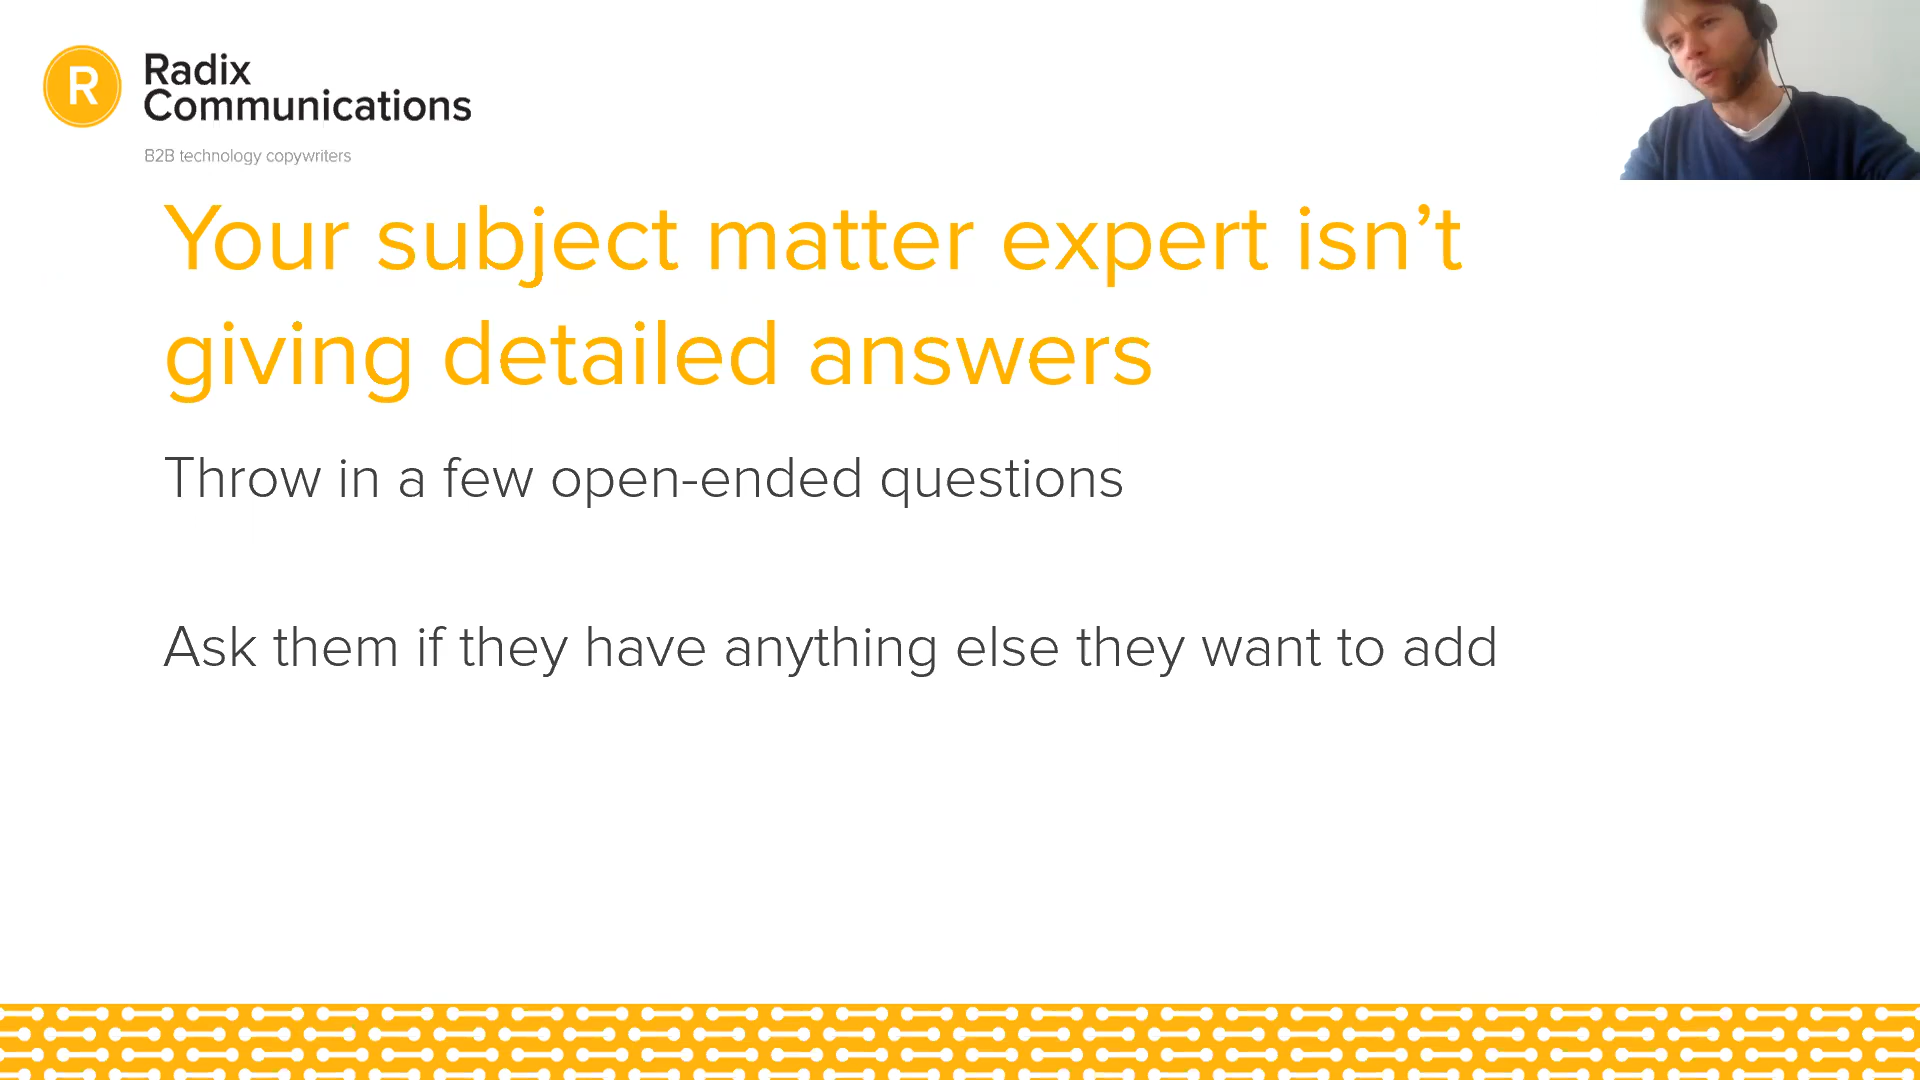 R
Radix
Communications
B2B technology copywriters
Your subject matter expert isn’t
giving detailed answers
Throw in a few open-ended questions
Ask them if they have anything else they want to add